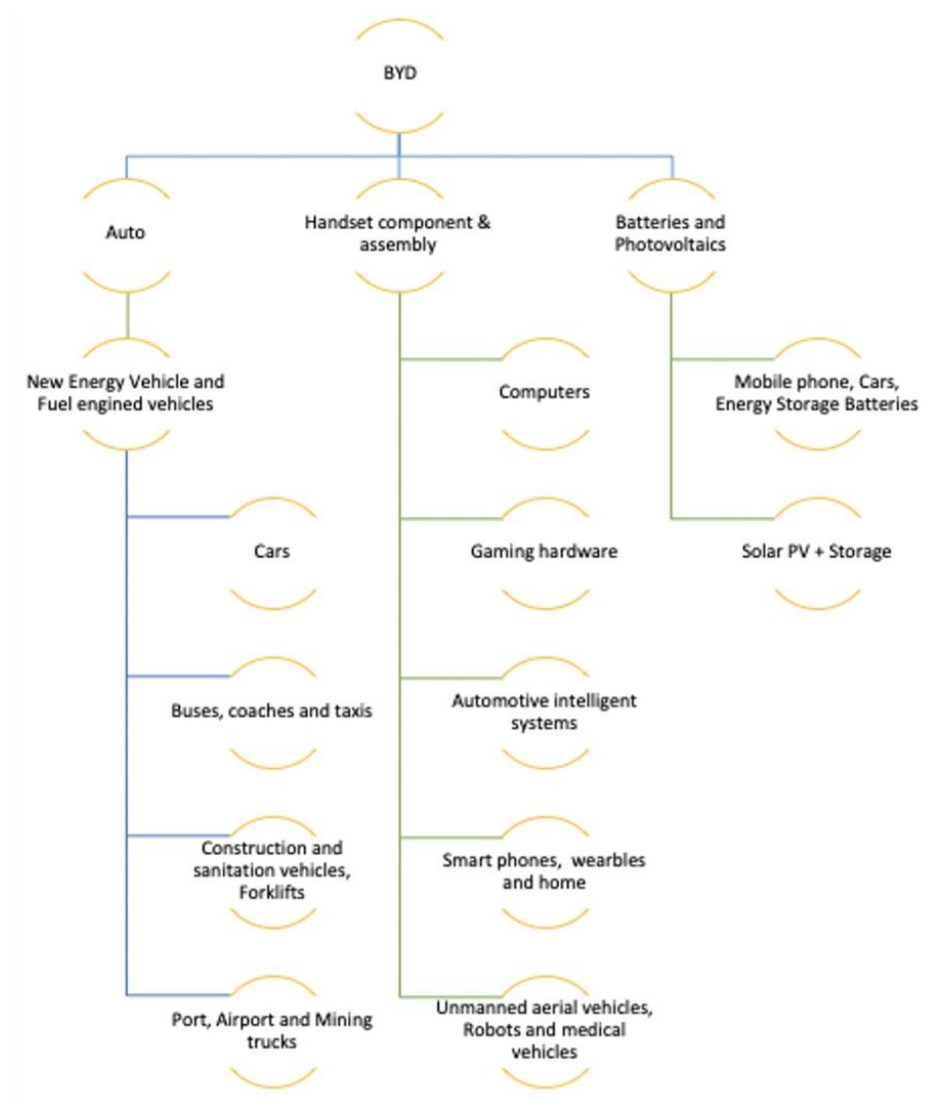 BYD
Auto
Handset component &
assembly
Batteries and
Photovoltaics
New Energy Vehicle and
Fuel engined vehicles
Computers
Mobile phone, Cars,
Energy Storage Batteries
Cars
Gaming hardware
Solar PV + Storage
Buses, coaches and taxis
Automotive intelligent
systems
Construction and
sanitation vehicles,
Forklifts
Smart phones,  wearbles
and home
Port, Airport and Mining
trucks
Unmanned aerial vehicles,
Robots and medical
vehicles